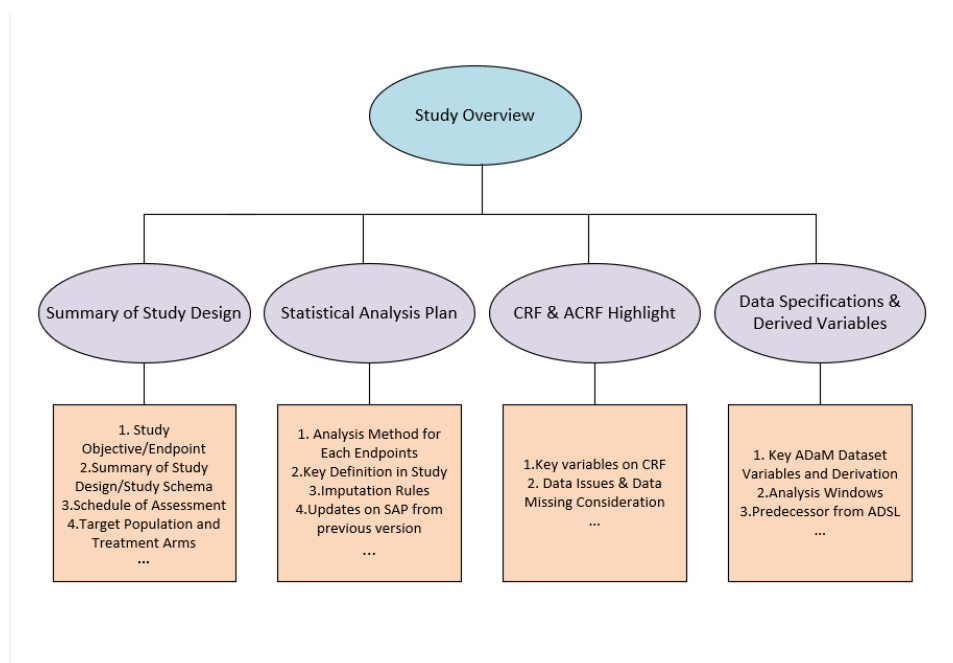 Study Overview
Summary of Study Design
Statistical Analysis Plan
CRF & ACRF Highlight
Data Specifications &
Derived Variables
1. Study
Objective/Endpoint
2.Summary of Study
Design/Study Schema
3.Schedule of Assessment
4.Target Population and
Treatment Arms
...
1. Analysis Method for
Each Endpoints
2.Key Definition in Study
3.Imputation Rules
4.Updates on SAP from
previous version
...
1.Key variables on CRF
2. Data Issues & Data
Missing Consideration
...
1. Key ADaM Dataset
Variables and Derivation
2.Analysis Windows
3.Predecessor from ADSL
...